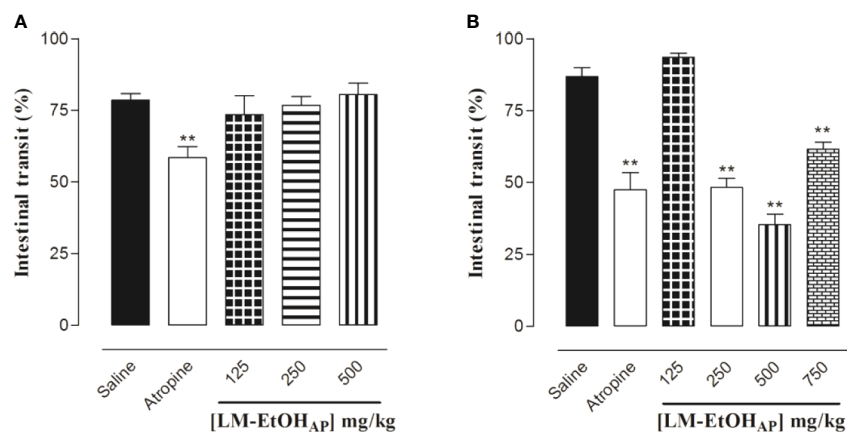 A
Intestinal transit (%)
100
75
50
25
0
**
Saline
Atropine
125
250
500
[LM-EtOHAP] mg/kg
B
Intestinal transit (%)
100
75
50
25
0
**
**
**
**
Saline
Atropine
125
250
500
750
[LM-EtOHAP] mg/kg